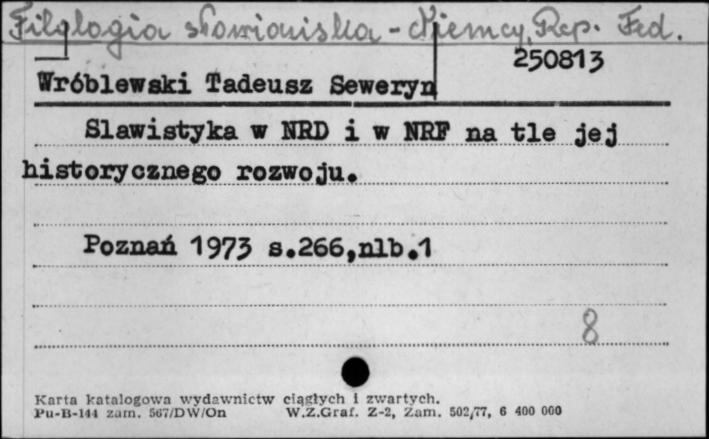 Filologia słowiańska - Niemcy, Rep. Fed.
250813
Wróblewski Tadeusz Seweryn
Slawistyka w NRD i w NRF na tle jej
historycznego rozwoju.
Poznań 1973 s.266,nlb.1
8
Karta katalogowa wydawnictw ciągłych i zwartych.
Pu-B-144 zam. 567/DW/On W.Z.Graf. Z-2, Zam. 502/77, 6 400 000